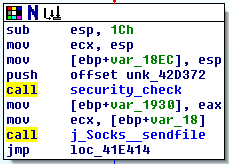 sub esp, 1Ch
mov ecx, esp
mov [ebp+var_18EC], esp
push offset unk_42D372
call security_check
mov [ebp+var_1930], eax
mov ecx, [ebp+var_18]
call j_Socks__sendfile
jmp loc_41E414